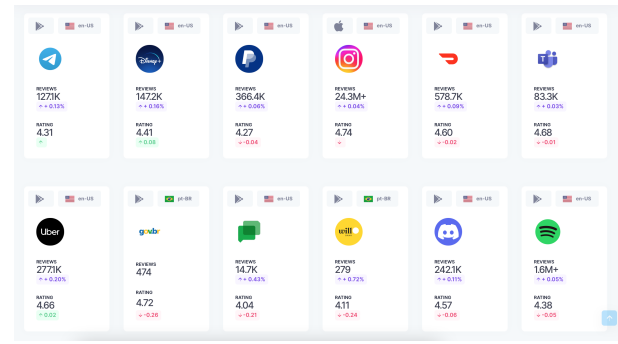 en-US
en-US
en-US
en-US
en-US
en-US
Disney+
REVIEWS
127.1K
+ 0.13%
RATING
4.31
REVIEWS
147.2K
+ 0.16%
RATING
4.41
0.08
REVIEWS
366.4K
+ 0.06%
RATING
4.27
-0.04
REVIEWS
24.3M+
+ 0.04%
RATING
4.74
REVIEWS
578.7K
+ 0.09%
RATING
4.60
-0.02
REVIEWS
83.3K
+ 0.03%
RATING
4.68
-0.01
en-US
pt-BR
en-US
pt-BR
en-US
en-US
Uber
REVIEWS
277.1K
+ 0.20%
RATING
4.66
0.02
govbr
REVIEWS
474
RATING
4.72
-0.26
REVIEWS
14.7K
+ 0.43%
RATING
4.04
-0.21
will
REVIEWS
279
+ 0.72%
RATING
4.11
-0.24
REVIEWS
242.1K
+ 0.11%
RATING
4.57
-0.06
REVIEWS
1.6M+
+ 0.05%
RATING
4.38
-0.05